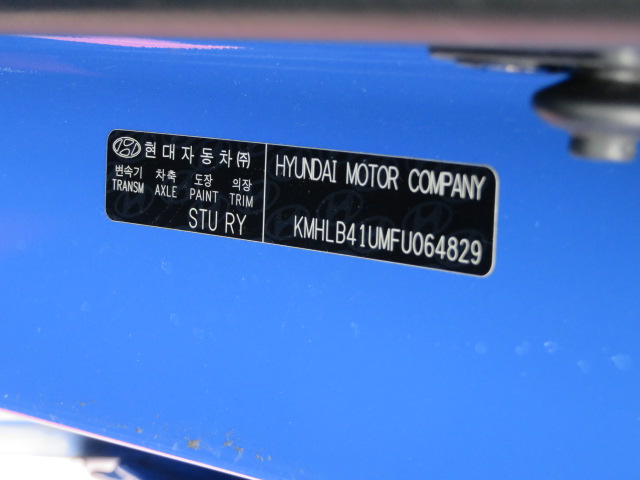 현대자동차㈜
변속기 차축 도장 의장
TRANSM AXLE PAINT TRIM
STU RY
HYUNDAI MOTOR COMPANY
KMHLB41UMFU064829